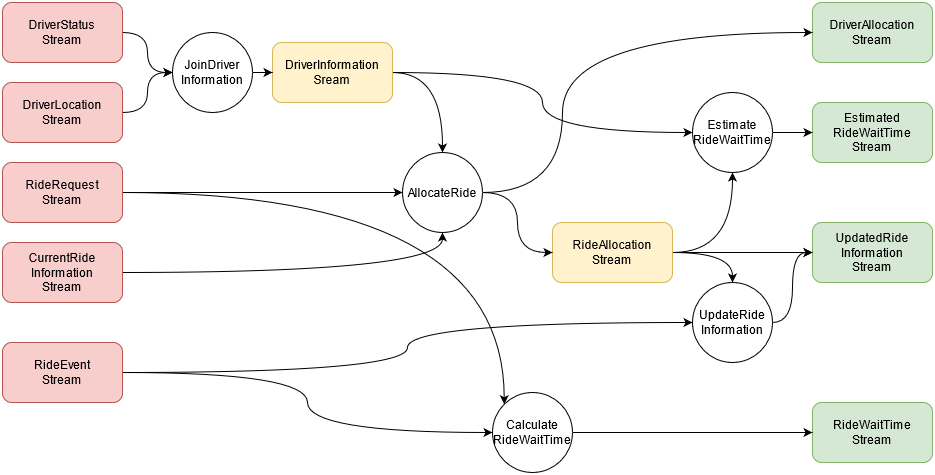 DriverStatus
Stream
DriverLocation
Stream
RideRequest
Stream
CurrentRide
Information
Stream
RideEvent
Stream
JoinDriver
Information
DriverInformation
Sream
AllocateRide
RideAllocation
Stream
Calculate
RideWaitTime
Estimate
RideWaitTime
UpdateRide
Information
DriverAllocation
Stream
Estimated
RideWaitTime
Stream
UpdatedRide
Information
Stream
RideWaitTime
Stream